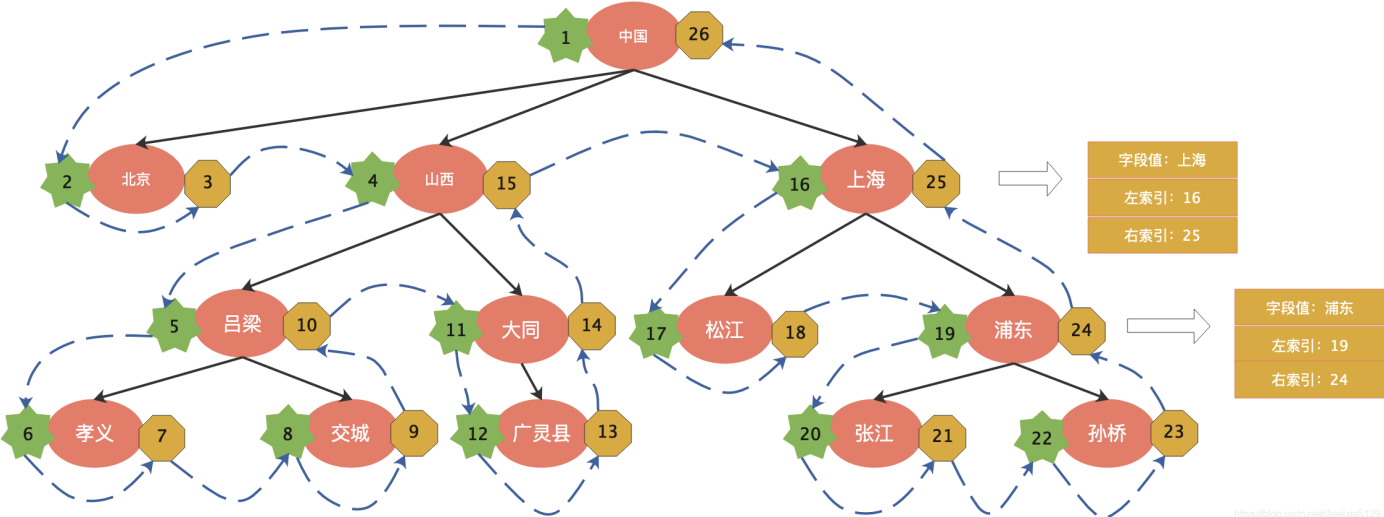 1 中国 26
2 北京 3
4 山西 15
16 上海 25
字段值：上海
左索引：16
右索引：25
5 吕梁 10
11 大同 14
17 松江 18
19 浦东 24
字段值：浦东
左索引：19
右索引：24
6 孝义 7
8 交城 9
12 广灵县 13
20 张江 21
22 孙桥 23